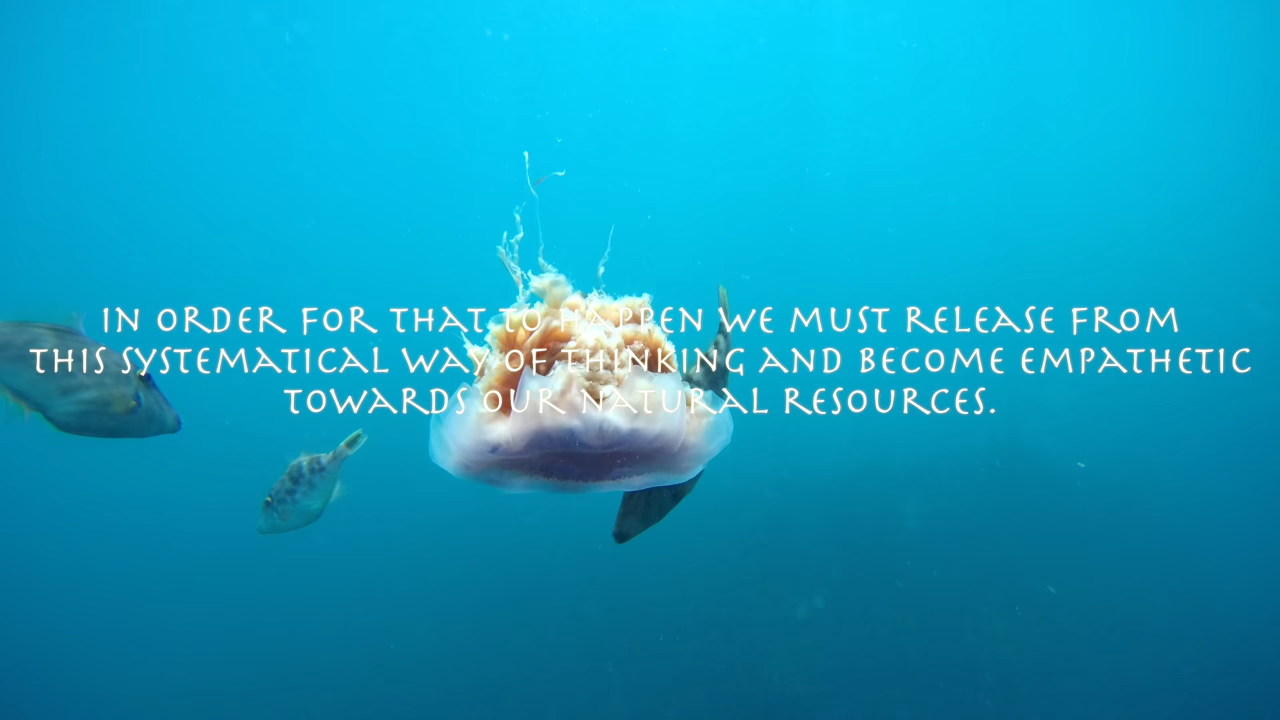 IN ORDER FOR THAT TO HAPPEN WE MUST RELEASE FROM
THIS SYSTEMATICAL WAY OF THINKING AND BECOME EMPATHETIC
TOWARDS OUR NATURAL RESOURCES.